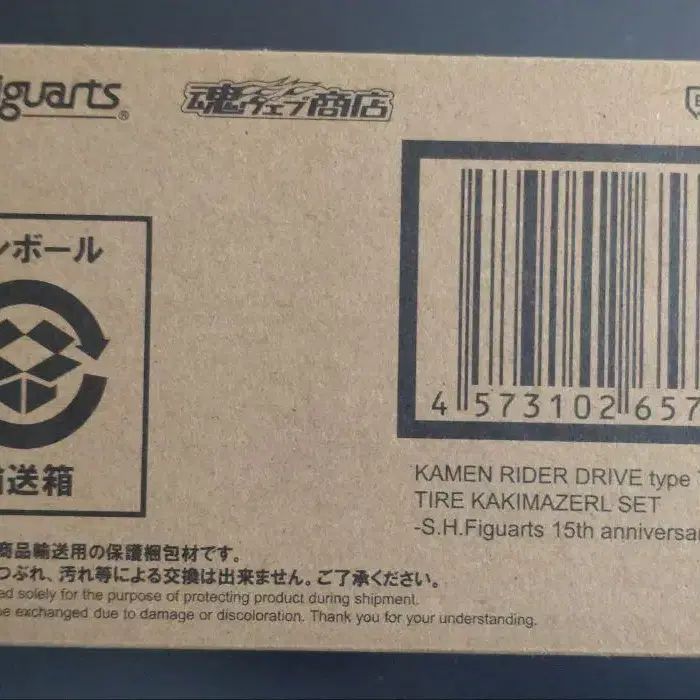 iguarts®
魂ウェブ商店
ンボール
輸送箱
4 573102 657
KAMEN RIDER DRIVE type
TIRE KAKIMAZERL SET
-S.H.Figuarts 15th anniversar
商品輸送用の保護梱包材です。
つぶれ、汚れ等による交換は出来ません。ご了承ください。
ed solely for the purpose of protecting product during shipment.
be exchanged due to damage or discoloration. Thank you for your understanding.